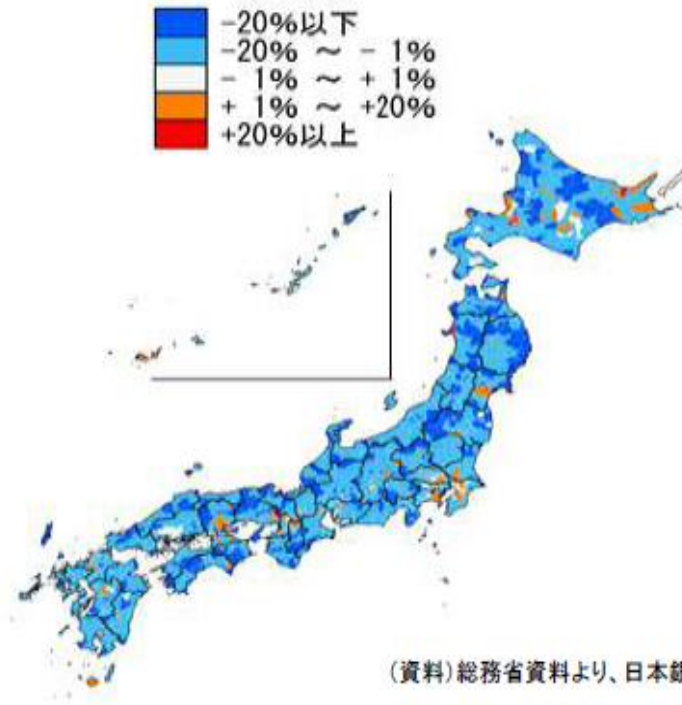 -20%以下
-20% ～ - 1%
- 1% ～ + 1%
+ 1% ～ +20%
+20%以上
(資料)総務省資料より、日本銀